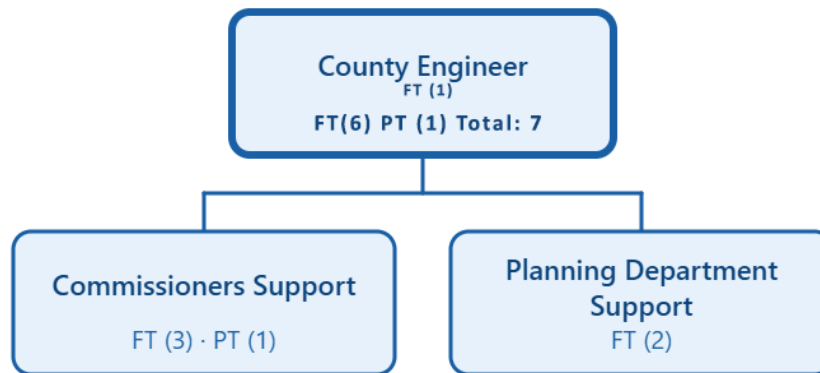 County Engineer
FT (1)
FT(6) PT (1) Total: 7
Commissioners Support
FT (3) · PT (1)
Planning Department
Support
FT (2)